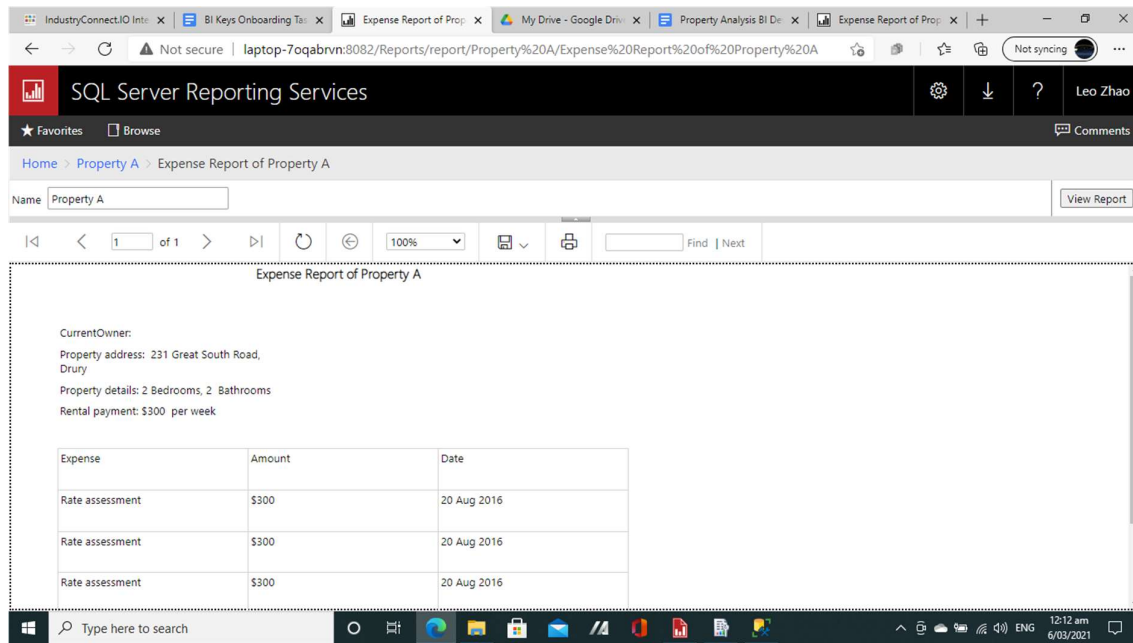 IndustryConnect.IO Inte
BI Keys Onboarding Tas
Expense Report of Prop
My Drive - Google Driv
Property Analysis BI De
Expense Report of Prop
Not secure | laptop-7oqabrvn:8082/Reports/report/Property%20A/Expense%20Report%20of%20Property%20A
Not syncing
SQL Server Reporting Services
? Leo Zhao
Favorites Browse Comments
Home > Property A > Expense Report of Property A
Name Property A View Report
1 of 1 100% Find | Next
Expense Report of Property A
CurrentOwner:
Property address: 231 Great South Road,
Drury
Property details: 2 Bedrooms, 2 Bathrooms
Rental payment: $300 per week
Expense Amount Date
Rate assessment $300 20 Aug 2016
Rate assessment $300 20 Aug 2016
Rate assessment $300 20 Aug 2016
Type here to search ENG 12:12 am
6/03/2021